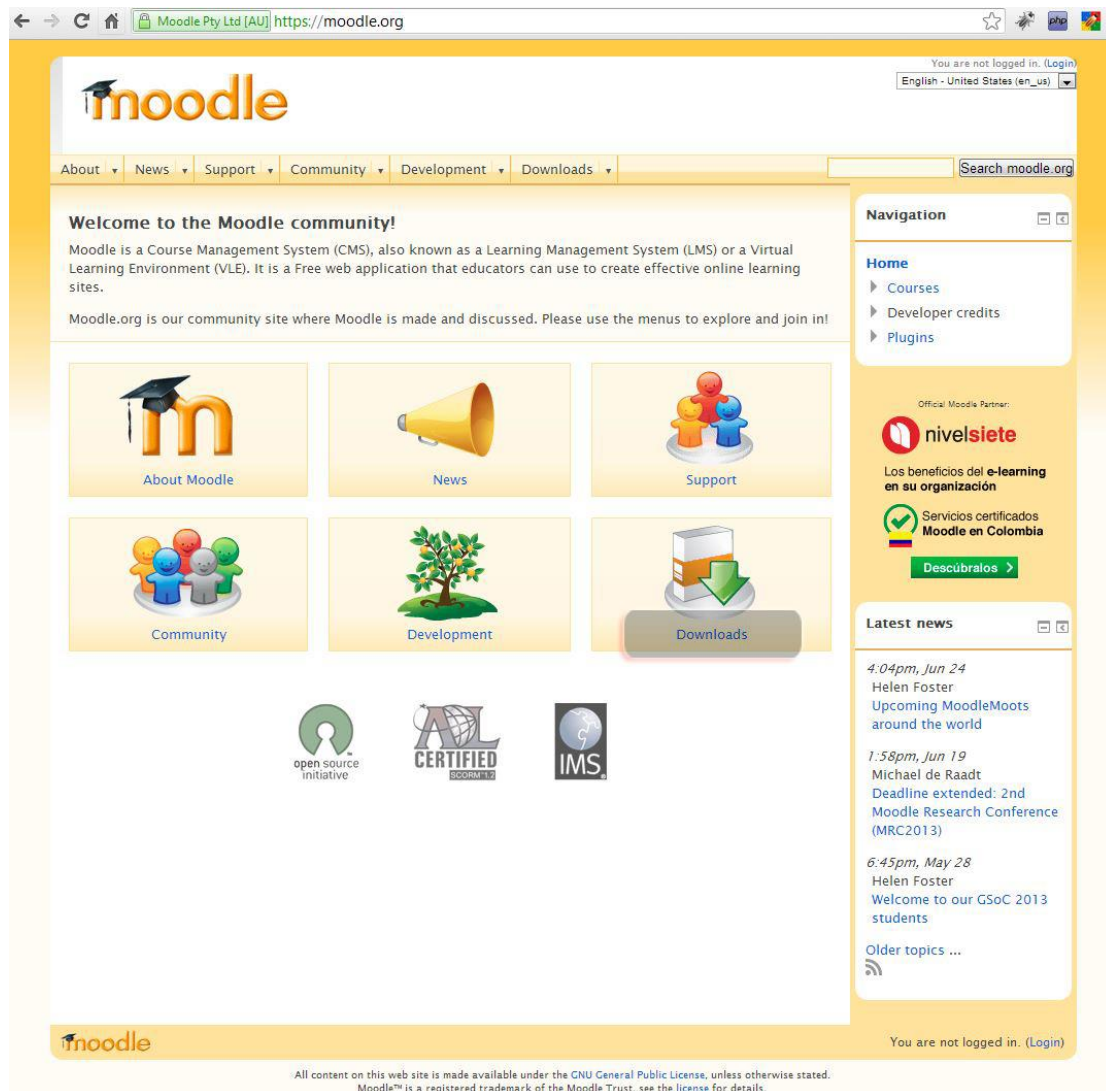 Moodle Pty Ltd [AU] https://moodle.org
php
You are not logged in. (Login)
English - United States (en_us)
moodle
About News Support Community Development Downloads
Search moodle.org
Welcome to the Moodle community!
Moodle is a Course Management System (CMS), also known as a Learning Management System (LMS) or a Virtual
Learning Environment (VLE). It is a Free web application that educators can use to create effective online learning
sites.
Moodle.org is our community site where Moodle is made and discussed. Please use the menus to explore and join in!
m
About Moodle
News
Support
Community
Development
Downloads
open source
initiative
ADL
CERTIFIED
SCORM 1.2
IMS
Navigation
Home
Courses
Developer credits
Plugins
Official Moodle Partner:
nivelsiete
Los beneficios del e-learning
en su organización
Servicios certificados
Moodle en Colombia
Descúbralos >
Latest news
4:04pm, Jun 24
Helen Foster
Upcoming MoodleMoots
around the world
1:58pm, Jun 19
Michael de Raadt
Deadline extended: 2nd
Moodle Research Conference
(MRC2013)
6:45pm, May 28
Helen Foster
Welcome to our GSoC 2013
students
Older topics ...
moodle
You are not logged in. (Login)
All content on this web site is made available under the GNU General Public License, unless otherwise stated.
Moodle™ is a registered trademark of the Moodle Trust, see the license for details.